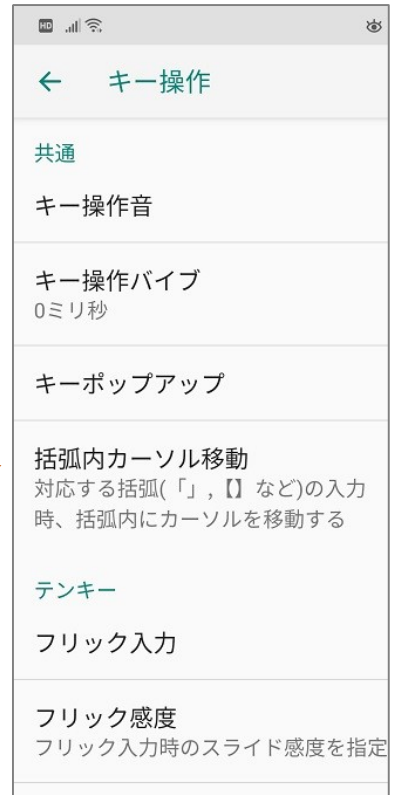 HD
← キー操作
共通
キー操作音
キー操作バイブ
0ミリ秒
キーポップアップ
括弧内カーソル移動
対応する括弧(「」,【】など)の入力
時、括弧内にカーソルを移動する
テンキー
フリック入力
フリック感度
フリック入力時のスライド感度を指定